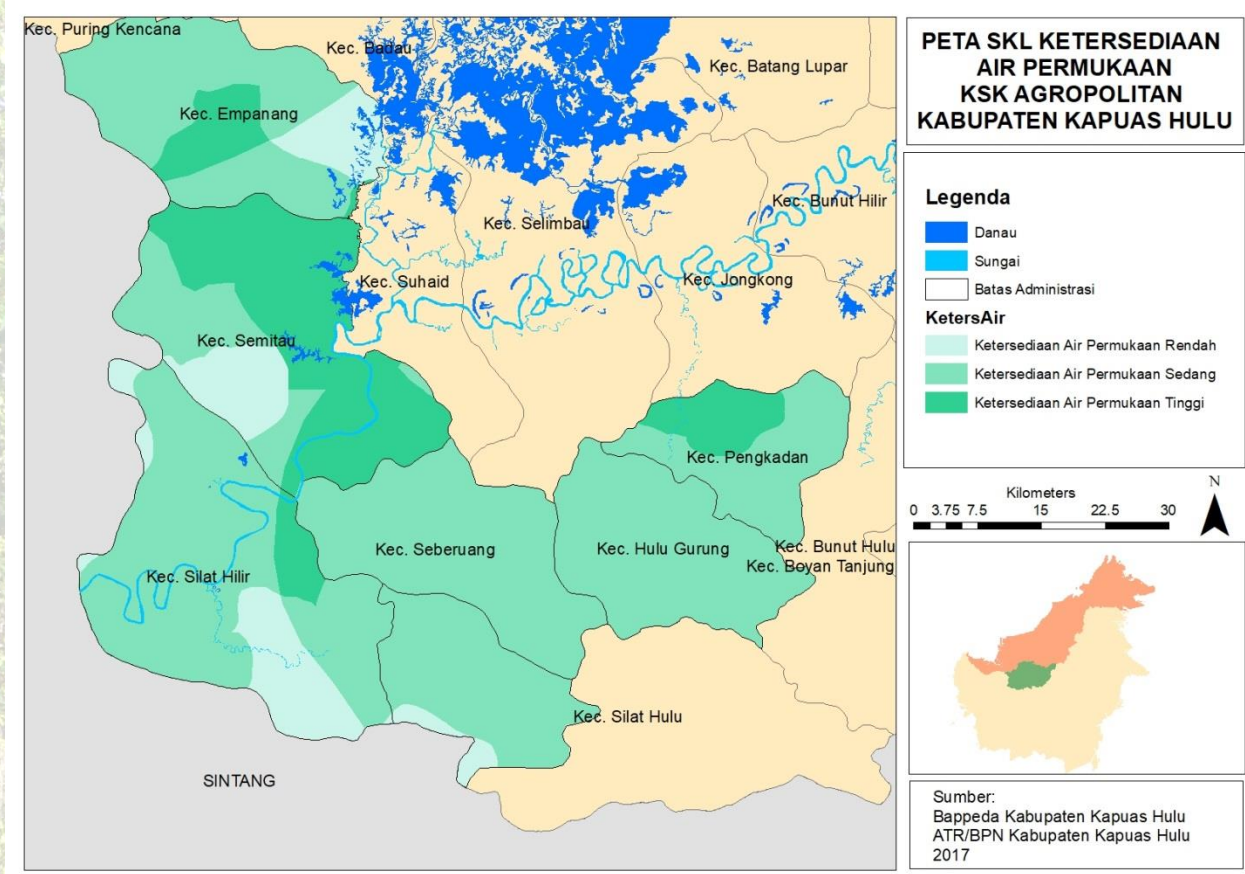 Kec. Puring Kencana
Kec. Badau
Kec. Batang Lupar
Kec. Empanang
Kec. Bunut Hilir
Kec. Selimbau
Kec. Suhaid
Kec. Jongkong
Kec. Semitau
Kec. Pengkadan
Kec. Seberuang
Kec. Hulu Gurung
Kec. Bunut Hulu
Kec. Boyan Tanjung
Kec. Silat Hilir
Kec. Silat Hulu
SINTANG
PETA SKL KETERSEDIAAN
AIR PERMUKAAN
KSK AGROPOLITAN
KABUPATEN KAPUAS HULU
Legenda
Danau
Sungai
Batas Administrasi
KetersAir
Ketersediaan Air Permukaan Rendah
Ketersediaan Air Permukaan Sedang
Ketersediaan Air Permukaan Tinggi
N
Kilometers
0 3.75 7.5 15 22.5 30
Sumber:
Bappeda Kabupaten Kapuas Hulu
ATR/BPN Kabupaten Kapuas Hulu
2017